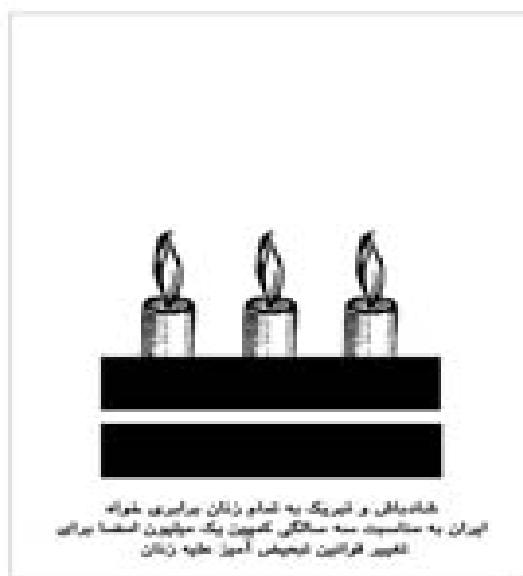 شادباش و تبریک به تمام زنان برابری خواه
ایران به مناسبت سه سالگی کمپین یک میلیون امضا برای
تغییر قوانین تبعیض آمیز علیه زنان